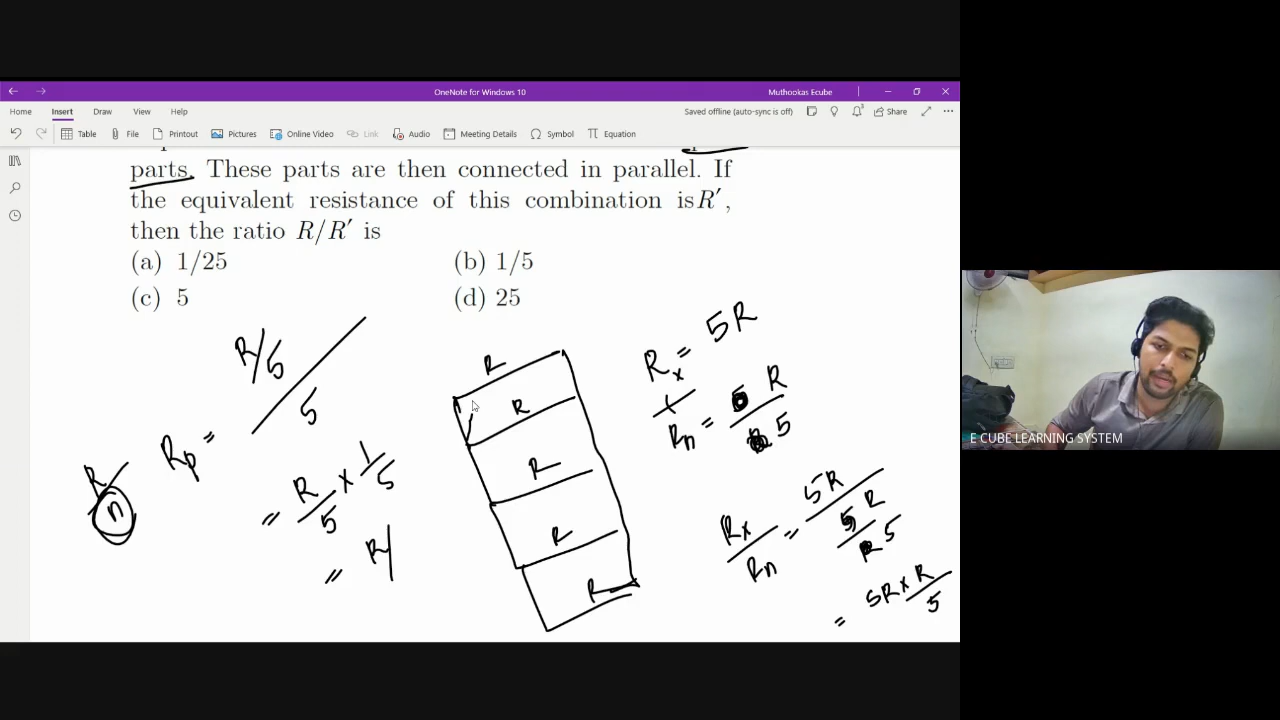 OneNote for Windows 10
Muthookas Ecube
Home Insert Draw View Help
Saved offline (auto-sync is off)
Share
Table File Printout Pictures Online Video Link Audio Meeting Details Symbol Equation
parts. These parts are then connected in parallel. If
the equivalent resistance of this combination is R′,
then the ratio R/R′ is
(a) 1/25 (b) 1/5
(c) 5 (d) 25
R/5
5
Rp =
R/n
= R/5 × 1/5
= R/
R
R
R
R
R
Rx = 5R
Rn = R/5
Rx/Rn = 5R
R
5
= 5R × R/5
E CUBE LEARNING SYSTEM